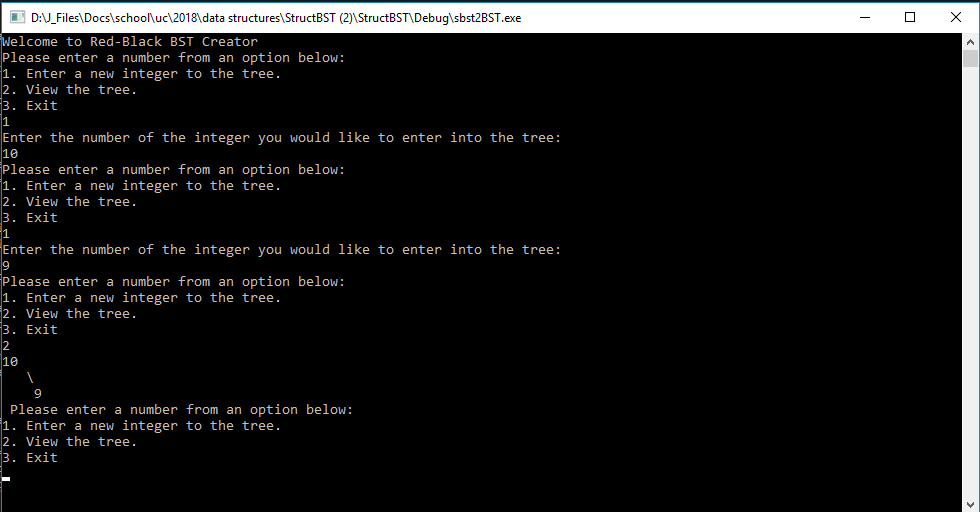 D:\J_Files\Docs\school\uc\2018\data structures\StructBST (2)\StructBST\Debug\sbst2BST.exe
Welcome to Red-Black BST Creator
Please enter a number from an option below:
1. Enter a new integer to the tree.
2. View the tree.
3. Exit
1
Enter the number of the integer you would like to enter into the tree:
10
Please enter a number from an option below:
1. Enter a new integer to the tree.
2. View the tree.
3. Exit
1
Enter the number of the integer you would like to enter into the tree:
9
Please enter a number from an option below:
1. Enter a new integer to the tree.
2. View the tree.
3. Exit
2
10
\
9
Please enter a number from an option below:
1. Enter a new integer to the tree.
2. View the tree.
3. Exit